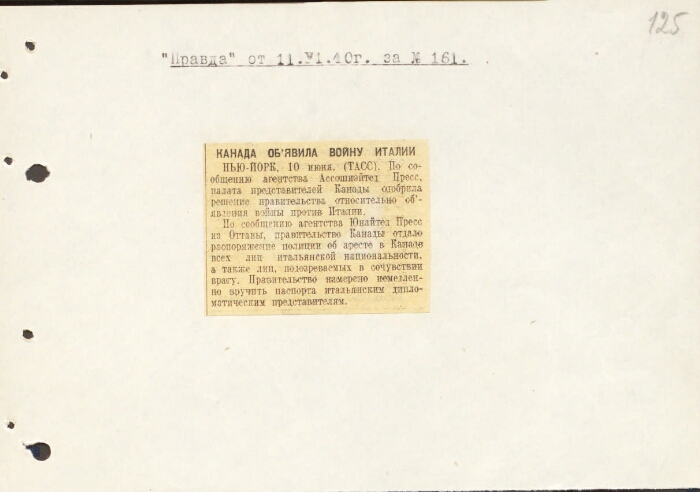 125
"Правда" от 11.VI.40г. за № 161.
КАНАДА ОБ'ЯВИЛА ВОЙНУ ИТАЛИИ
НЬЮ-ЙОРК, 10 июня. (ТАСС). По со-
общению агентства Ассошиэйтед Пресс,
палата представителей Канады одобрила
решение правительства относительно об'-
явления войны против Италии.
По сообщению агентства Юнайтед Пресс
из Оттавы, правительство Канады отдало
распоряжение полиции об аресте в Канаде
всех лиц итальянской национальности,
а также лиц, подозреваемых в сочувствии
врагу. Правительство намерено немедлен-
но вручить паспорта итальянским дипло-
матическим представителям.